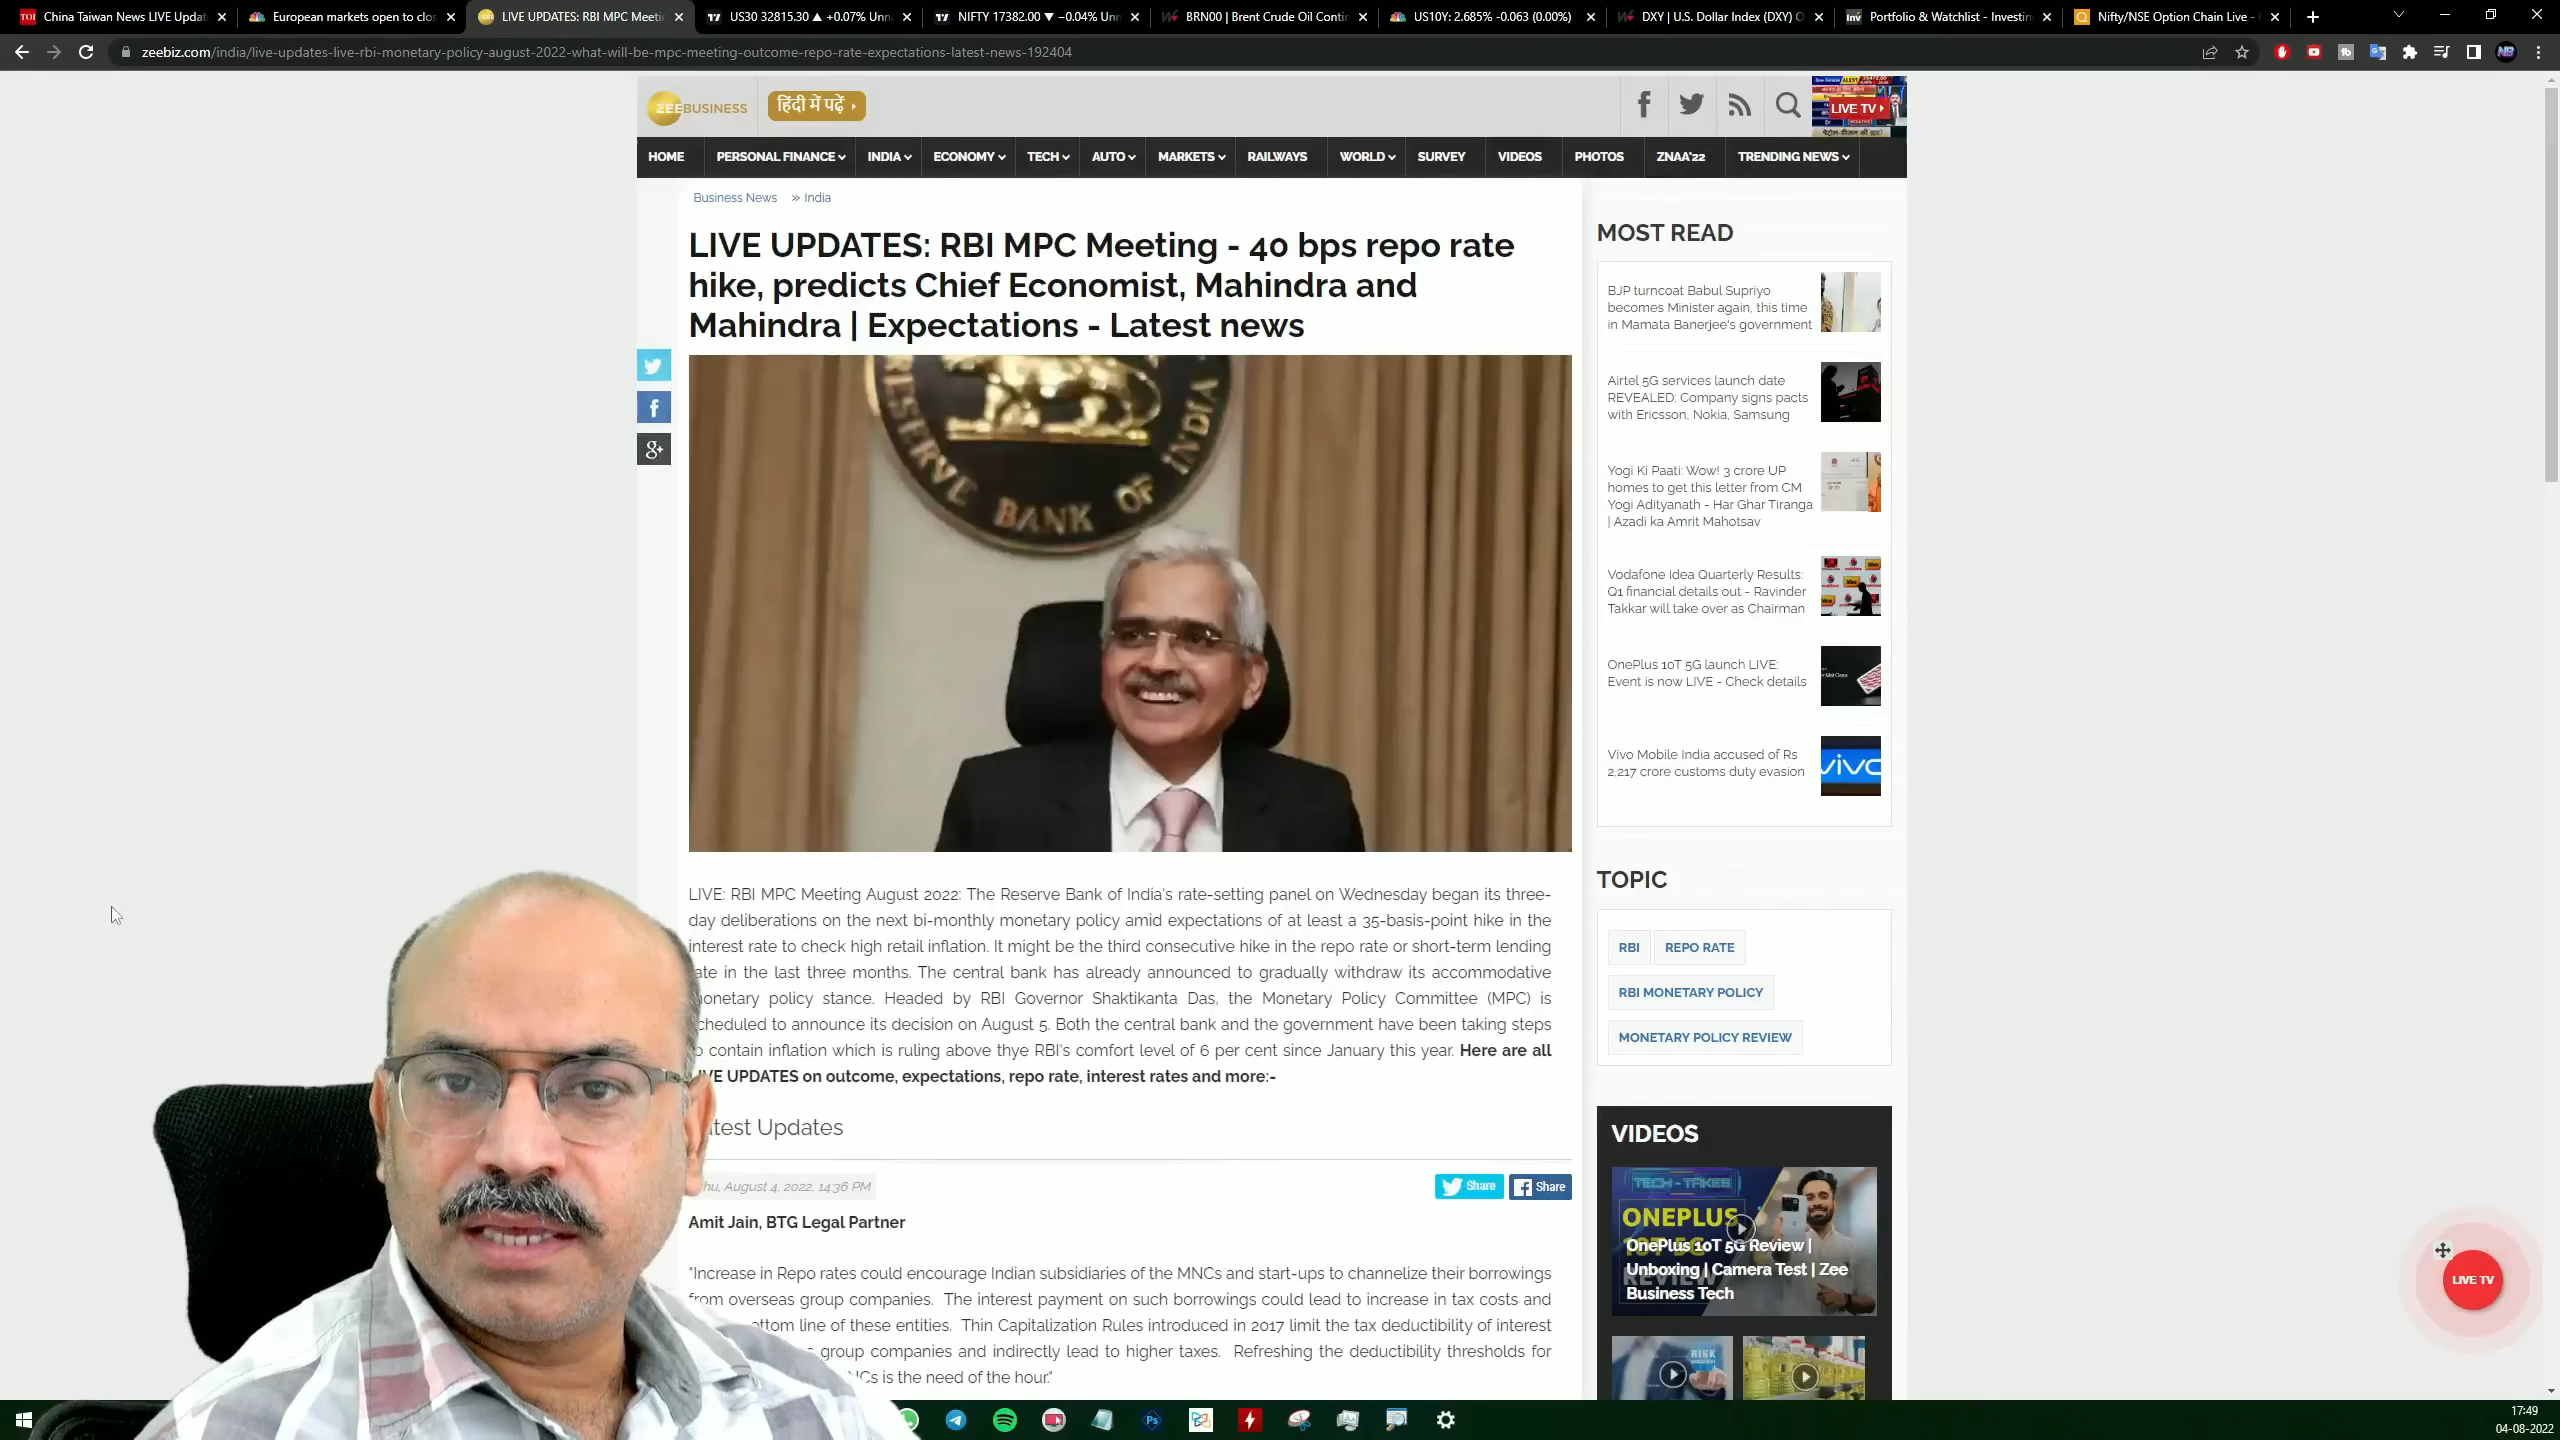 China Taiwan News LIVE Updat
European markets open to clos
LIVE UPDATES: RBI MPC Meetin
US30 32815.30 ▲ +0.07% Unn
NIFTY 17382.00 ▼ −0.04% Unn
BRN00 | Brent Crude Oil Contin
US10Y: 2.685% -0.063 (0.00%)
DXY | U.S. Dollar Index (DXY)
Portfolio & Watchlist - Investin
Nifty/NSE Option Chain Live -
zeebiz.com/india/live-updates-live-rbi-monetary-policy-august-2022-what-will-be-mpc-meeting-outcome-repo-rate-expectations-latest-news-192404
ZEEBUSINESS
हिंदी में पढ़ें
LIVE TV
HOME PERSONAL FINANCE INDIA ECONOMY TECH AUTO MARKETS RAILWAYS WORLD SURVEY VIDEOS PHOTOS ZNAA'22 TRENDING NEWS
Business News » India
LIVE UPDATES: RBI MPC Meeting - 40 bps repo rate
hike, predicts Chief Economist, Mahindra and
Mahindra | Expectations - Latest news
RESERVE BANK OF INDIA
LIVE: RBI MPC Meeting August 2022: The Reserve Bank of India's rate-setting panel on Wednesday began its three-
day deliberations on the next bi-monthly monetary policy amid expectations of at least a 35-basis-point hike in the
interest rate to check high retail inflation. It might be the third consecutive hike in the repo rate or short-term lending
ate in the last three months. The central bank has already announced to gradually withdraw its accommodative
onetary policy stance. Headed by RBI Governor Shaktikanta Das, the Monetary Policy Committee (MPC) is
cheduled to announce its decision on August 5. Both the central bank and the government have been taking steps
o contain inflation which is ruling above thye RBI's comfort level of 6 per cent since January this year. Here are all
IVE UPDATES on outcome, expectations, repo rate, interest rates and more:-
atest Updates
hu, August 4, 2022, 14:36 PM
Share Share
Amit Jain, BTG Legal Partner
"Increase in Repo rates could encourage Indian subsidiaries of the MNCs and start-ups to channelize their borrowings
from overseas group companies. The interest payment on such borrowings could lead to increase in tax costs and
ottom line of these entities. Thin Capitalization Rules introduced in 2017 limit the tax deductibility of interest
group companies and indirectly lead to higher taxes. Refreshing the deductibility thresholds for
NCs is the need of the hour."
MOST READ
BJP turncoat Babul Supriyo
becomes Minister again, this time
in Mamata Banerjee's government
Airtel 5G services launch date
REVEALED: Company signs pacts
with Ericsson, Nokia, Samsung
Yogi Ki Paati: Wow! 3 crore UP
homes to get this letter from CM
Yogi Adityanath - Har Ghar Tiranga
| Azadi ka Amrit Mahotsav
Vodafone Idea Quarterly Results:
Q1 financial details out - Ravinder
Takkar will take over as Chairman
OnePlus 10T 5G launch LIVE:
Event is now LIVE - Check details
Vivo Mobile India accused of Rs
2,217 crore customs duty evasion
vivo
TOPIC
RBI REPO RATE
RBI MONETARY POLICY
MONETARY POLICY REVIEW
VIDEOS
TECH - TAKES
ONEPLUS
10T 5G
REVIEW
OnePlus 10T 5G Review |
Unboxing | Camera Test | Zee
Business Tech
RISK
LIVE TV
17:49
04-08-2022